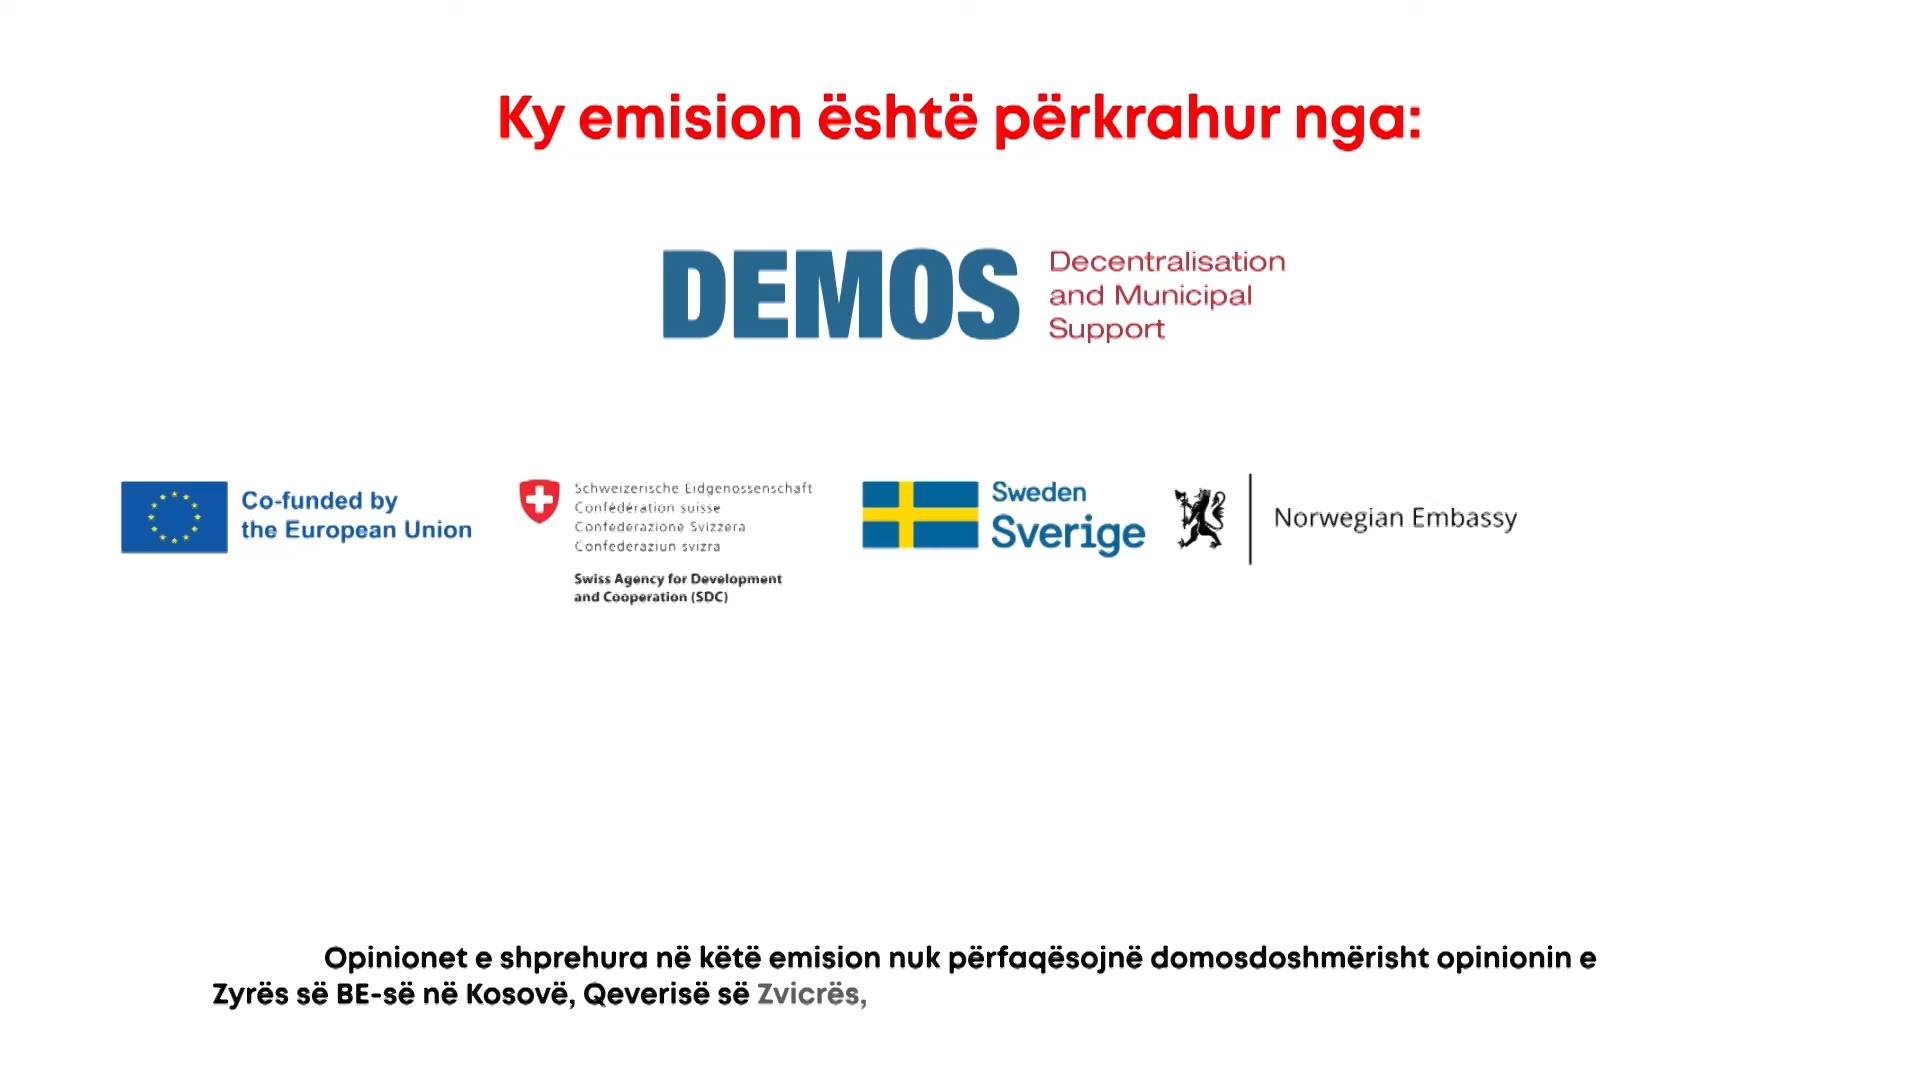 Ky emision është përkrahur nga:
DEMOS
Decentralisation
and Municipal
Support
Co-funded by
the European Union
Schweizerische Eidgenossenschaft
Confédération suisse
Confederazione Svizzera
Confederaziun svizra
Swiss Agency for Development
and Cooperation (SDC)
Sweden
Sverige
Norwegian Embassy
Opinionet e shprehura në këtë emision nuk përfaqësojnë domosdoshmërisht opinionin e
Zyrës së BE-së në Kosovë, Qeverisë së Zvicrës,